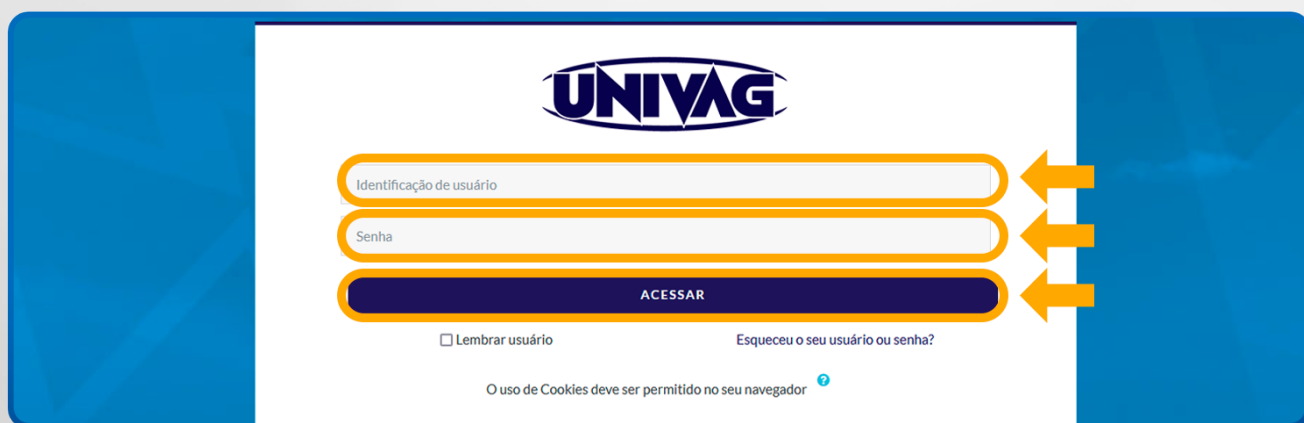 UNIVAG
Identificação de usuário
Senha
ACESSAR
Lembrar usuário
Esqueceu o seu usuário ou senha?
O uso de Cookies deve ser permitido no seu navegador ?